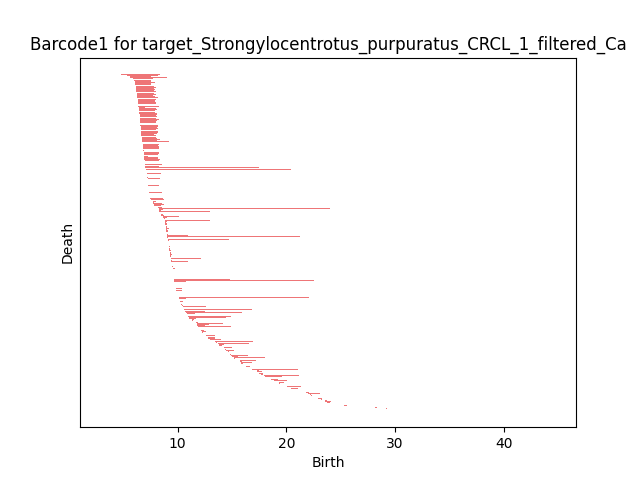 Barcode1 for target_Strongylocentrotus_purpuratus_CRCL_1_filtered_Ca
Death
10 20 30 40
Birth